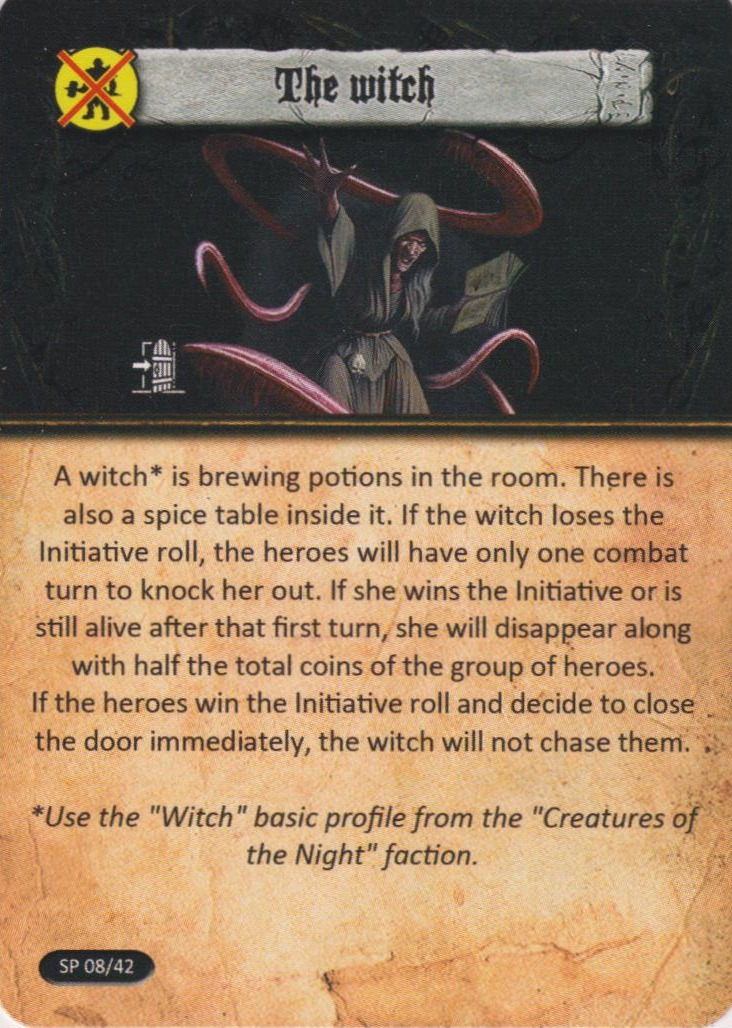 The witch
A witch* is brewing potions in the room. There is
also a spice table inside it. If the witch loses the
Initiative roll, the heroes will have only one combat
turn to knock her out. If she wins the Initiative or is
still alive after that first turn, she will disappear along
with half the total coins of the group of heroes.
If the heroes win the Initiative roll and decide to close
the door immediately, the witch will not chase them.
*Use the "Witch" basic profile from the "Creatures of
the Night" faction.
SP 08/42